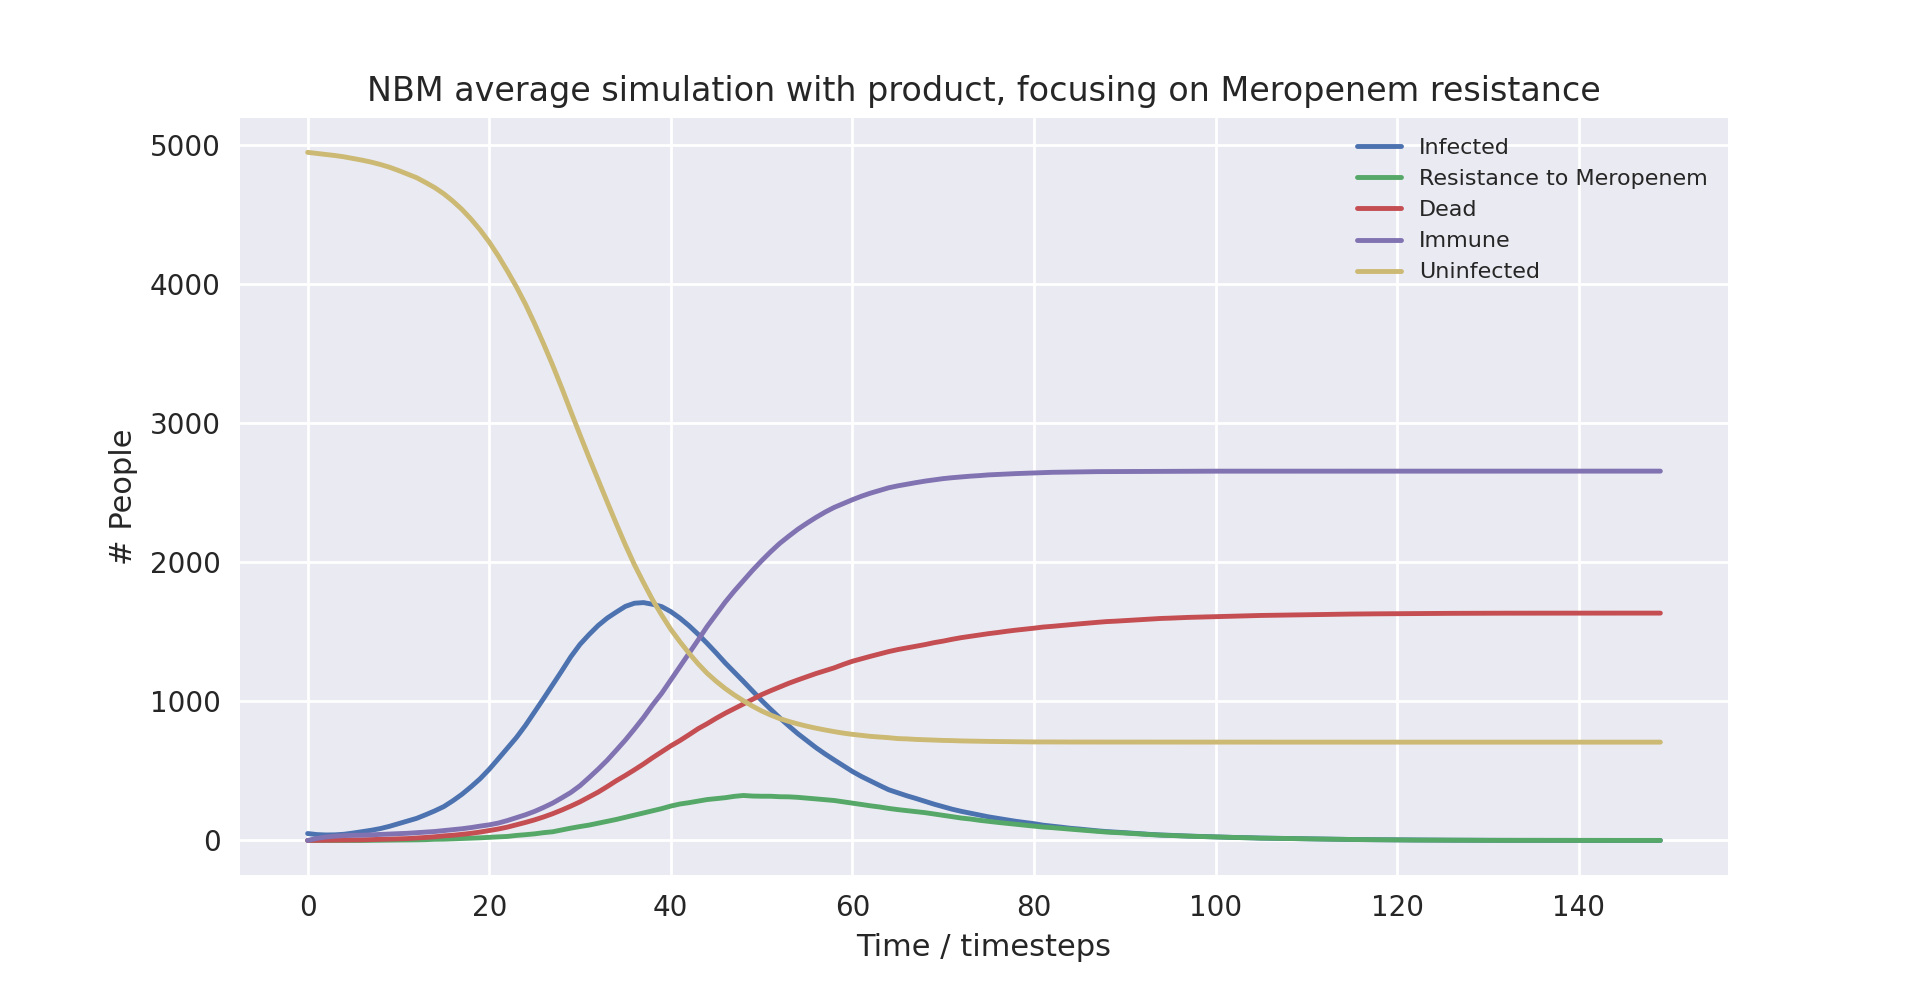 NBM average simulation with product, focusing on Meropenem resistance
5000
4000
3000
2000
1000
0
# People
Infected
Resistance to Meropenem
Dead
Immune
Uninfected
0 20 40 60 80 100 120 140
Time / timesteps